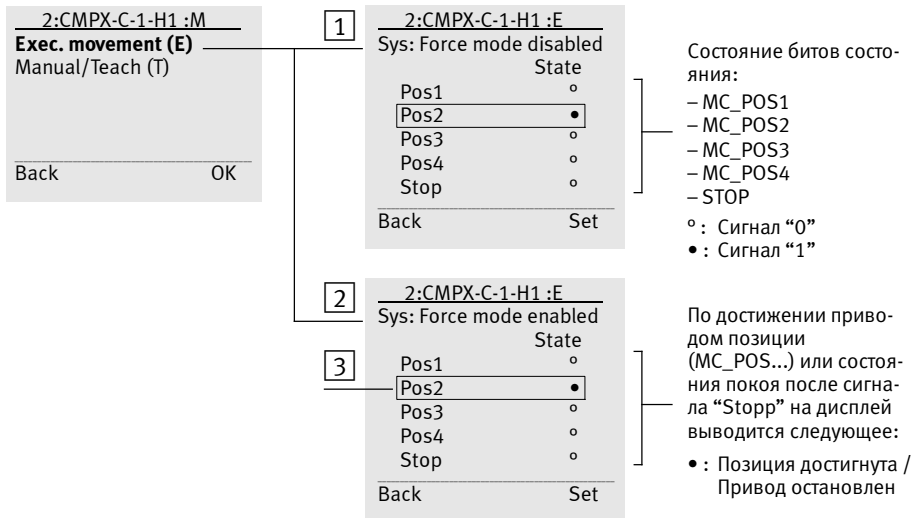 2:CMPX-C-1-H1 :M
Exec. movement (E)
Manual/Teach (T)
Back OK
1
2:CMPX-C-1-H1 :E
Sys: Force mode disabled
State
Pos1 º
Pos2 •
Pos3 º
Pos4 º
Stop º
Back Set
Состояние битов состо-
яния:
– MC_POS1
– MC_POS2
– MC_POS3
– MC_POS4
– STOP
º : Сигнал “0”
• : Сигнал “1”
2
2:CMPX-C-1-H1 :E
Sys: Force mode enabled
State
3
Pos1 º
Pos2 •
Pos3 º
Pos4 º
Stop º
Back Set
По достижении приво-
дом позиции
(MC_POS...) или состоя-
ния покоя после сигна-
ла “Stopp” на дисплей
выводится следующее:
• : Позиция достигнута /
Привод остановлен